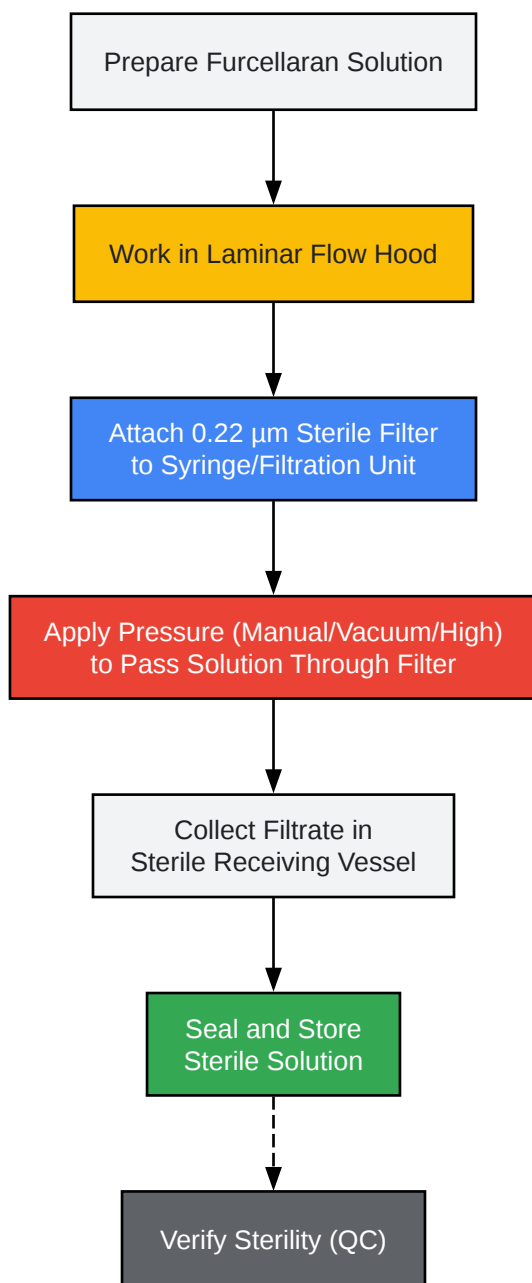 Prepare Furcellaran Solution
Work in Laminar Flow Hood
Attach 0.22 µm Sterile Filter
to Syringe/Filtration Unit
Apply Pressure (Manual/Vacuum/High)
to Pass Solution Through Filter
Collect Filtrate in
Sterile Receiving Vessel
Seal and Store
Sterile Solution
Verify Sterility (QC)